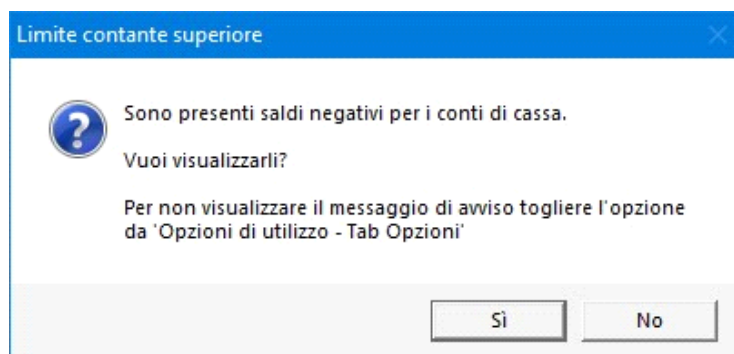 Limite contante superiore
Sono presenti saldi negativi per i conti di cassa.
Vuoi visualizzarli?
Per non visualizzare il messaggio di avviso togliere l'opzione
da 'Opzioni di utilizzo - Tab Opzioni'
Sì
No